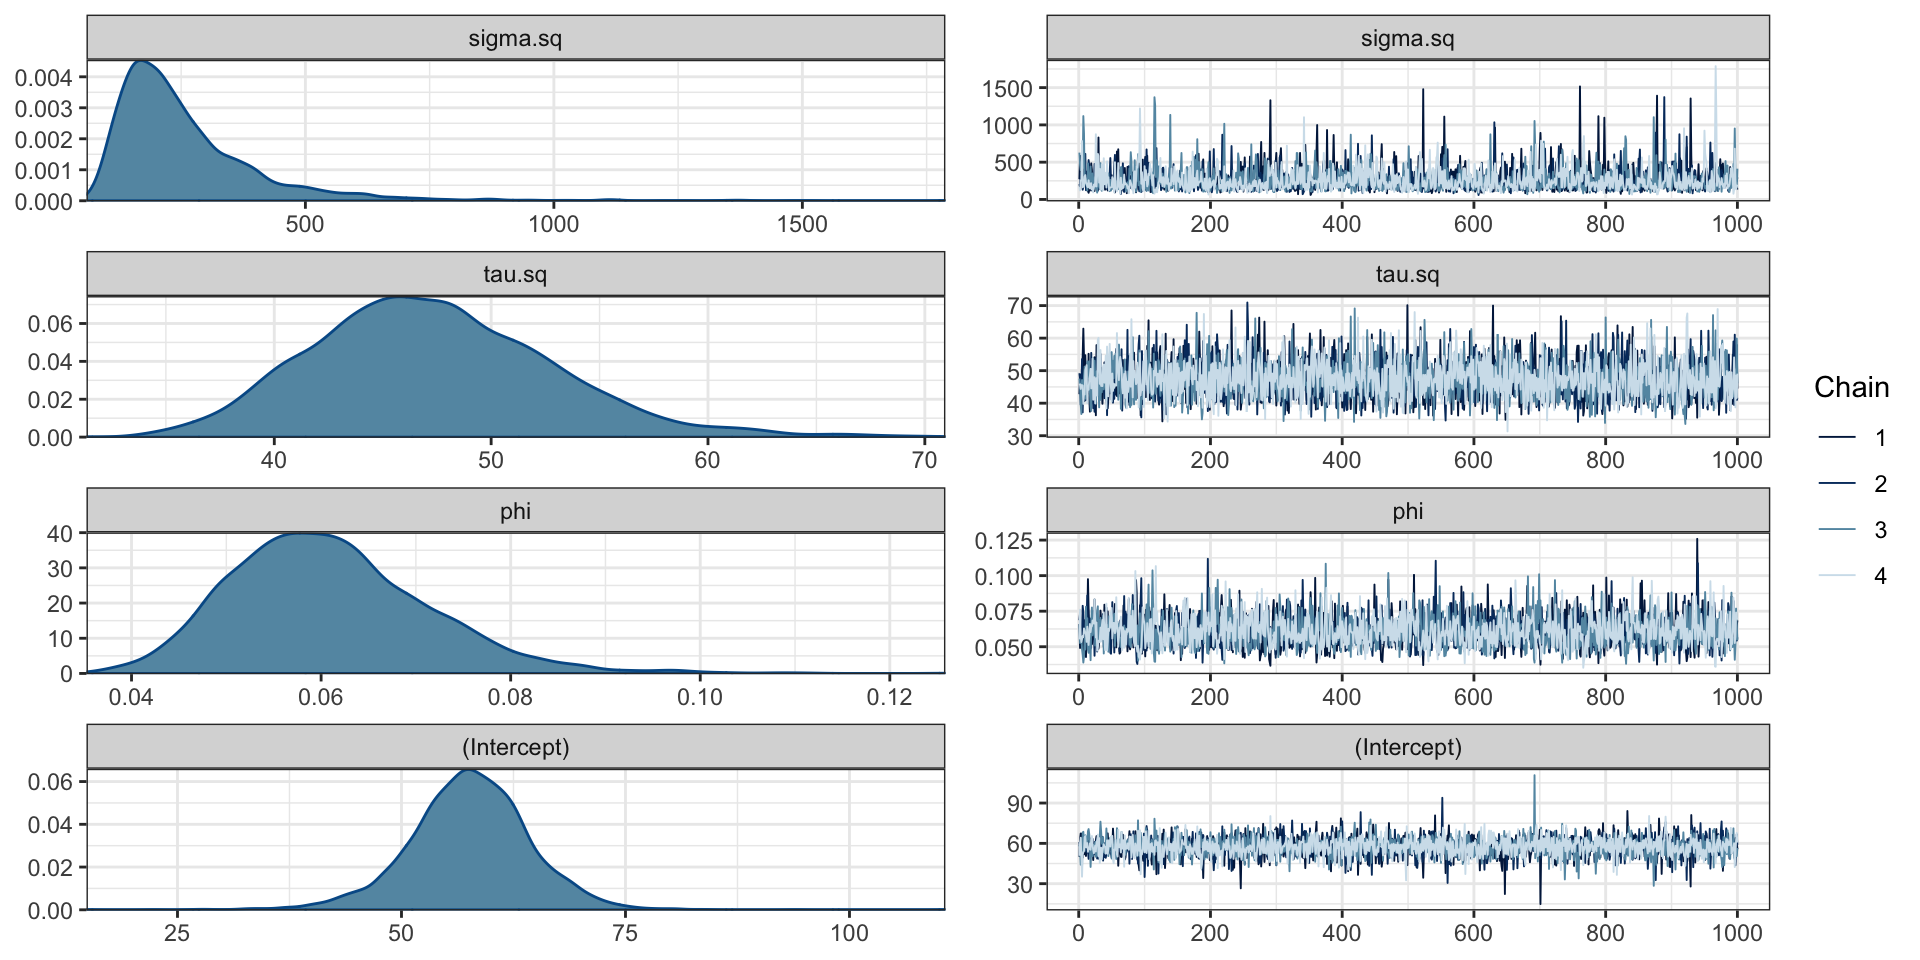 sigma.sq
0.004
0.003
0.002
0.001
0.000
500 1000 1500
sigma.sq
1500
1000
500
0
0 200 400 600 800 1000
tau.sq
0.06
0.04
0.02
0.00
40 50 60 70
tau.sq
70
60
50
40
30
0 200 400 600 800 1000
phi
40
30
20
10
0
0.04 0.06 0.08 0.10 0.12
phi
0.125
0.100
0.075
0.050
0 200 400 600 800 1000
(Intercept)
0.06
0.04
0.02
0.00
25 50 75 100
(Intercept)
90
60
30
0 200 400 600 800 1000
Chain
1
2
3
4